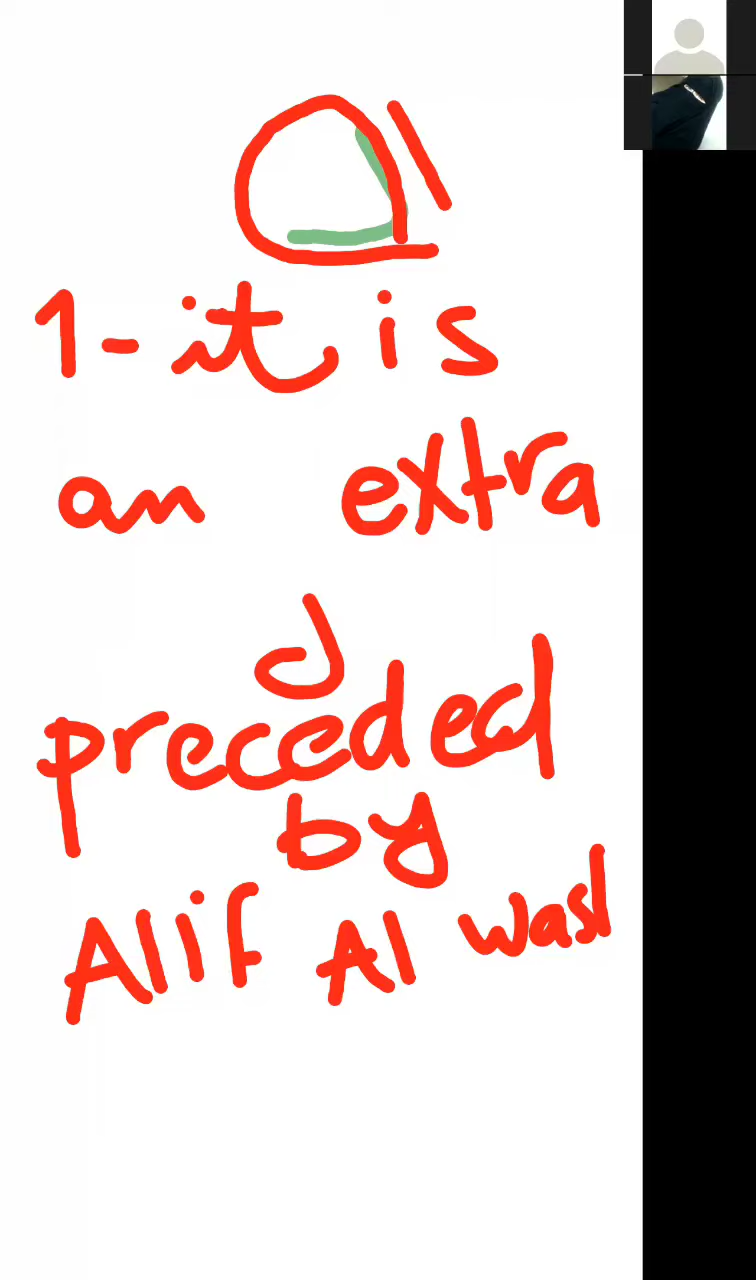 ال
1- it is
an extra
ل
preceded
by
Alif Al wasl